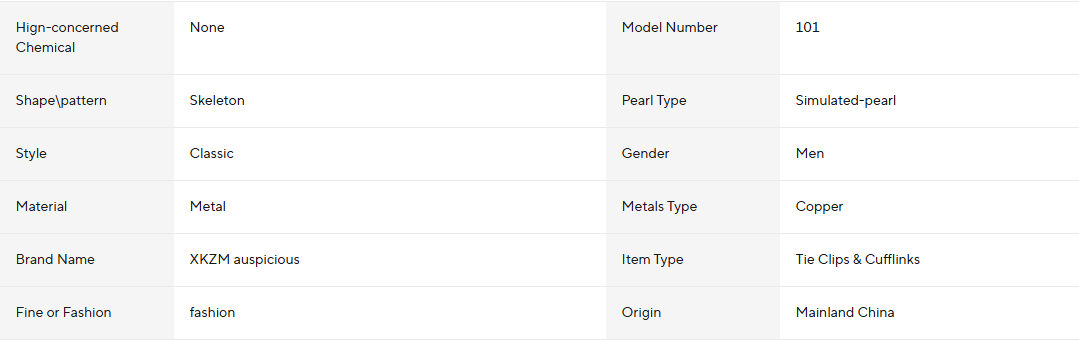 Hign-concerned
Chemical
None
Model Number
101
Shape\pattern
Skeleton
Pearl Type
Simulated-pearl
Style
Classic
Gender
Men
Material
Metal
Metals Type
Copper
Brand Name
XKZM auspicious
Item Type
Tie Clips & Cufflinks
Fine or Fashion
fashion
Origin
Mainland China